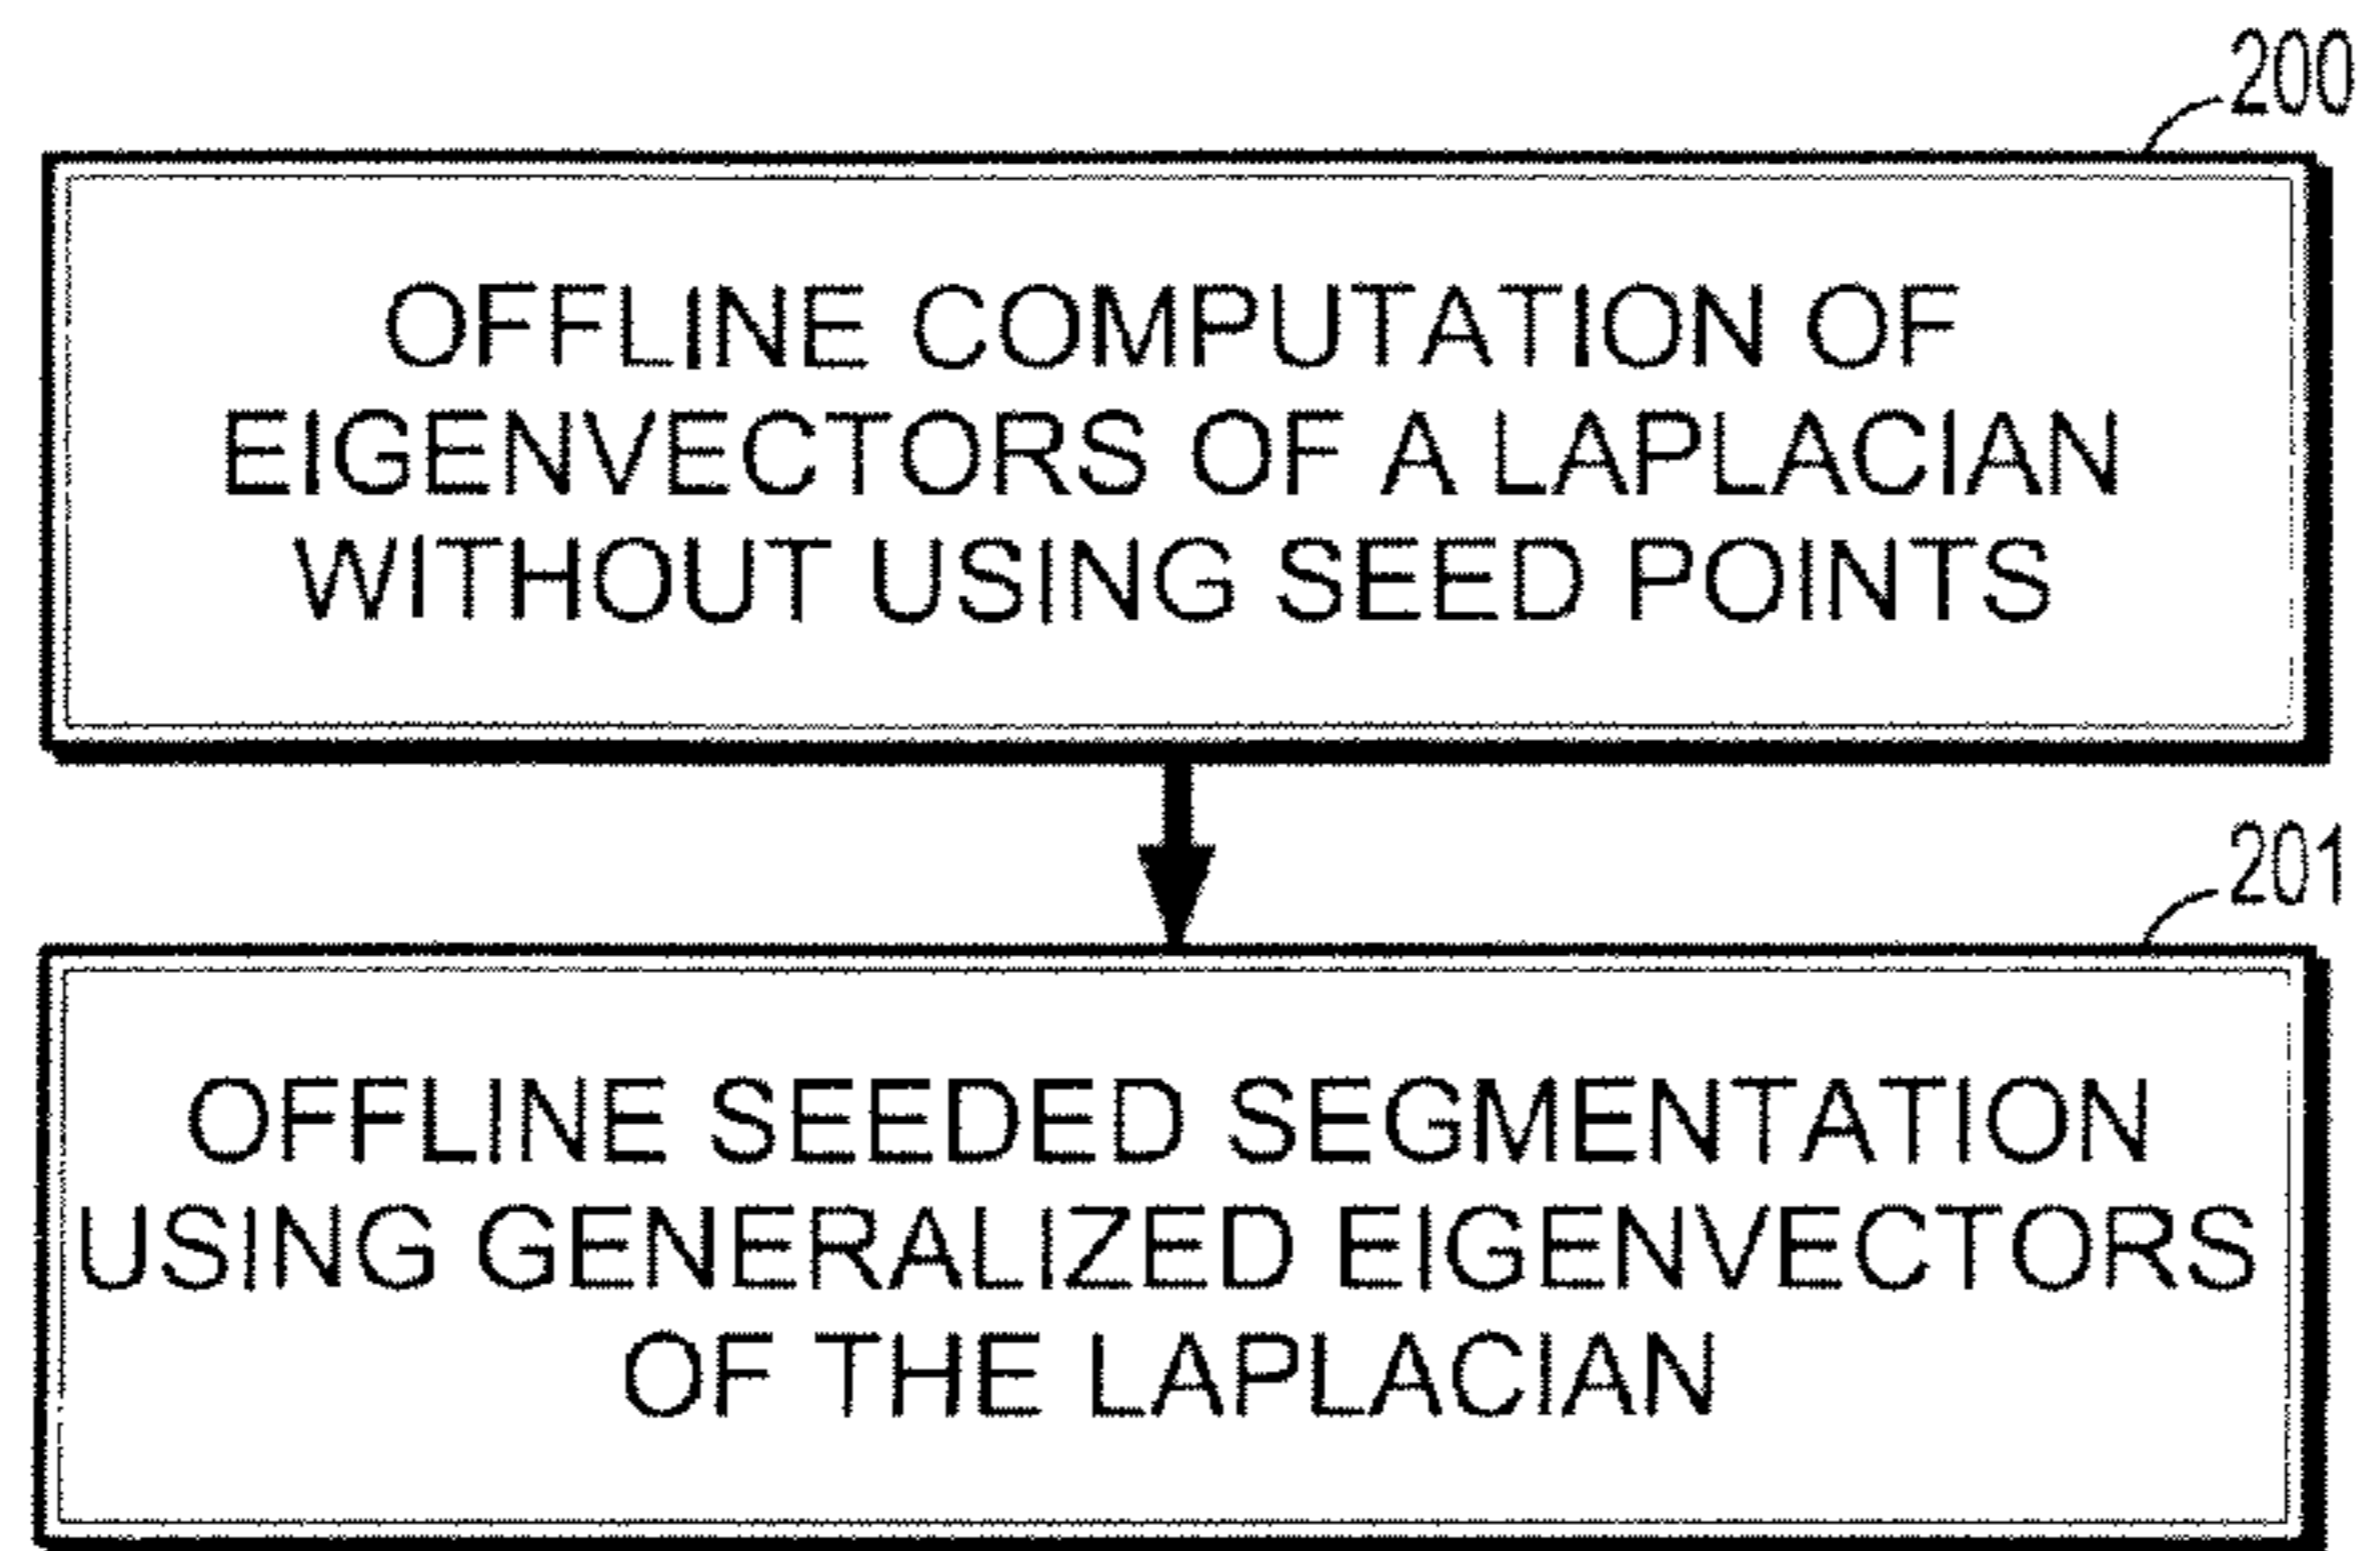 200
OFFLINE COMPUTATION OF
EIGENVECTORS OF A LAPLACIAN
WITHOUT USING SEED POINTS
201
OFFLINE SEEDED SEGMENTATION
USING GENERALIZED EIGENVECTORS
OF THE LAPLACIAN